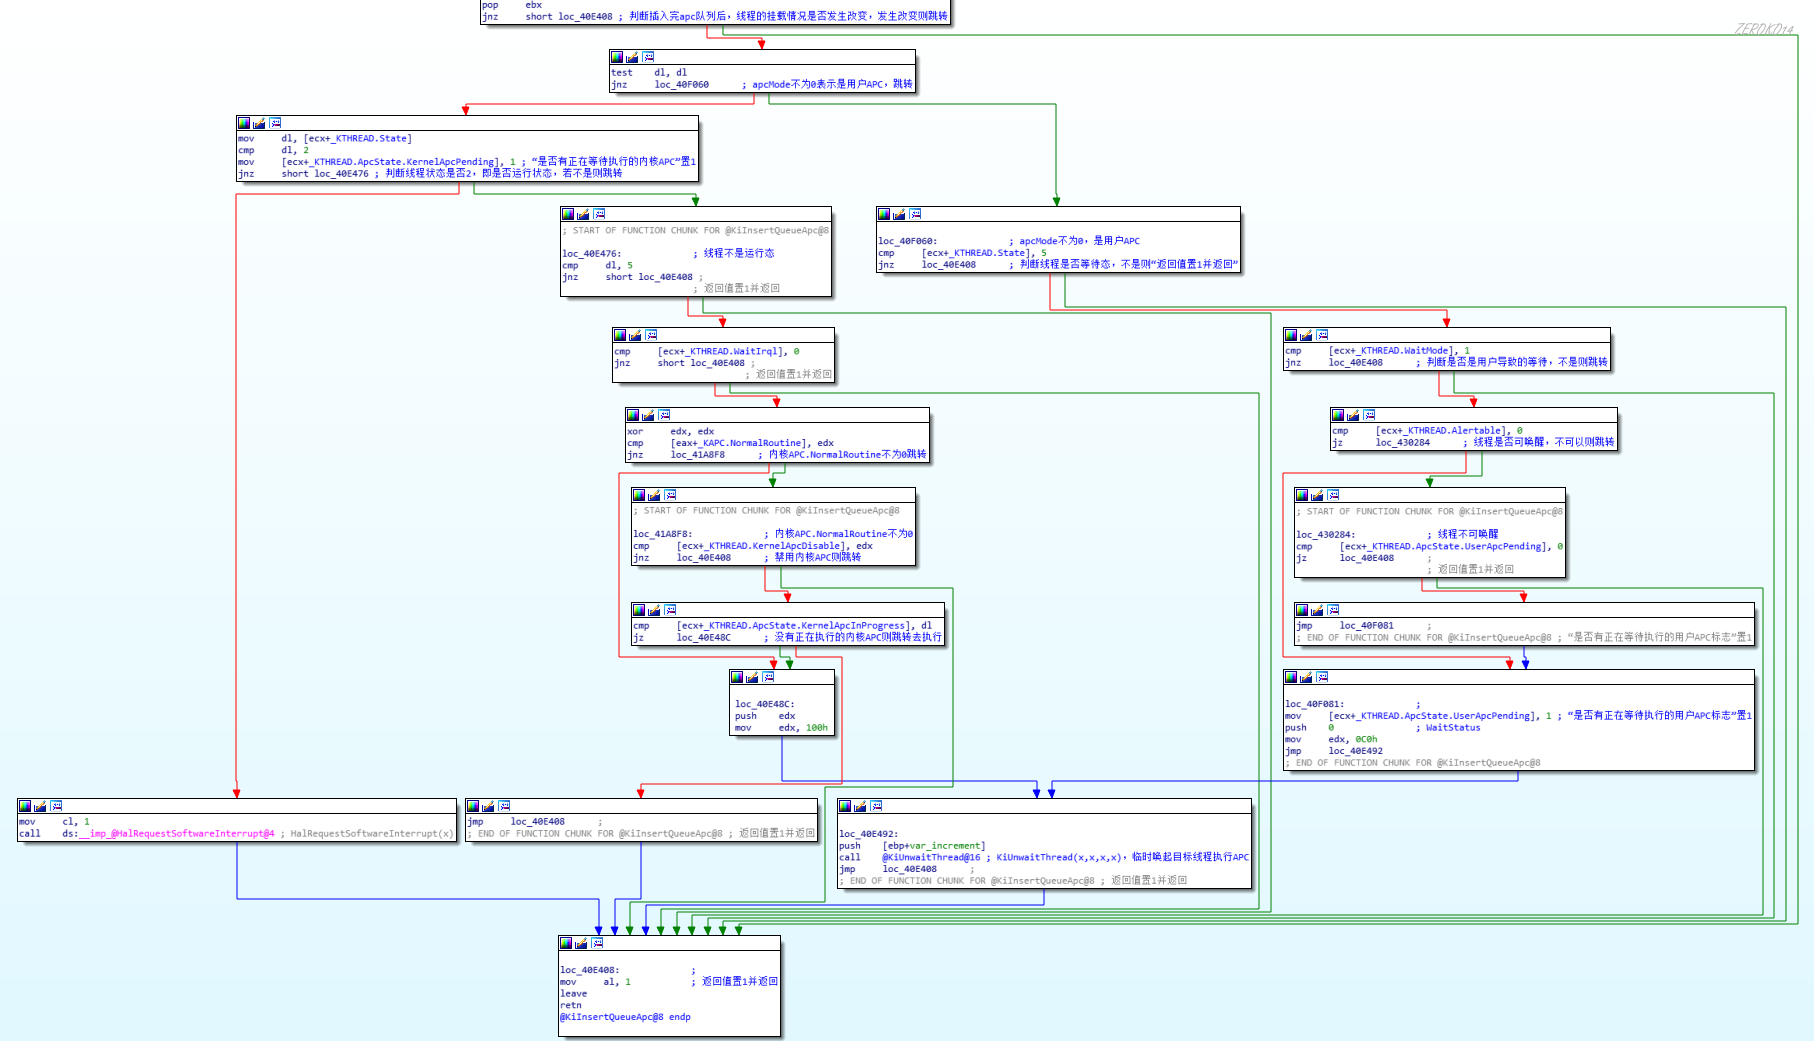 pop ebx
jnz short loc_40E408 ; 判断插入完apc队列后，线程的挂载情况是否发生改变，发生改变则跳转
ZERDKD14
test dl, dl
jnz loc_40F060 ; apcMode不为0表示是用户APC，跳转
mov dl, [ecx+_KTHREAD.State]
cmp dl, 2
mov [ecx+_KTHREAD.ApcState.KernelApcPending], 1 ; “是否有正在等待执行的内核APC”置1
jnz short loc_40E476 ; 判断线程状态是否2，即是否运行状态，若不是则跳转
; START OF FUNCTION CHUNK FOR @KiInsertQueueApc@8
loc_40E476: ; 线程不是运行态
cmp dl, 5
jnz short loc_40E408 ;
; 返回值置1并返回
loc_40F060: ; apcMode不为0，是用户APC
cmp [ecx+_KTHREAD.State], 5
jnz loc_40E408 ; 判断线程是否等待态，不是则“返回值置1并返回”
cmp [ecx+_KTHREAD.WaitIrql], 0
jnz short loc_40E408 ;
; 返回值置1并返回
cmp [ecx+_KTHREAD.WaitMode], 1
jnz loc_40E408 ; 判断是否是用户导致的等待，不是则跳转
xor edx, edx
cmp [eax+_KAPC.NormalRoutine], edx
jnz loc_41A8F8 ; 内核APC.NormalRoutine不为0跳转
cmp [ecx+_KTHREAD.Alertable], 0
jz loc_430284 ; 线程是否可唤醒，不可以则跳转
; START OF FUNCTION CHUNK FOR @KiInsertQueueApc@8
loc_41A8F8: ; 内核APC.NormalRoutine不为0
cmp [ecx+_KTHREAD.KernelApcDisable], edx
jnz loc_40E408 ; 禁用内核APC则跳转
; START OF FUNCTION CHUNK FOR @KiInsertQueueApc@8
loc_430284: ; 线程不可唤醒
cmp [ecx+_KTHREAD.ApcState.UserApcPending], 0
jz loc_40E408 ;
; 返回值置1并返回
cmp [ecx+_KTHREAD.ApcState.KernelApcInProgress], dl
jz loc_40E48C ; 没有正在执行的内核APC则跳转去执行
jmp loc_40F081 ;
; END OF FUNCTION CHUNK FOR @KiInsertQueueApc@8 ; “是否有正在等待执行的用户APC标志”置1
loc_40E48C:
push edx
mov edx, 100h
loc_40F081: ;
mov [ecx+_KTHREAD.ApcState.UserApcPending], 1 ; “是否有正在等待执行的用户APC标志”置1
push 0 ; WaitStatus
mov edx, 0C0h
jmp loc_40E492
; END OF FUNCTION CHUNK FOR @KiInsertQueueApc@8
mov cl, 1
call ds:__imp_@HalRequestSoftwareInterrupt@4 ; HalRequestSoftwareInterrupt(x)
jmp loc_40E408 ;
; END OF FUNCTION CHUNK FOR @KiInsertQueueApc@8 ; 返回值置1并返回
loc_40E492:
push [ebp+var_increment]
call @KiUnwaitThread@16 ; KiUnwaitThread(x,x,x,x)，临时唤起目标线程执行APC
jmp loc_40E408 ;
; END OF FUNCTION CHUNK FOR @KiInsertQueueApc@8 ; 返回值置1并返回
loc_40E408: ;
mov al, 1 ; 返回值置1并返回
leave
retn
@KiInsertQueueApc@8 endp